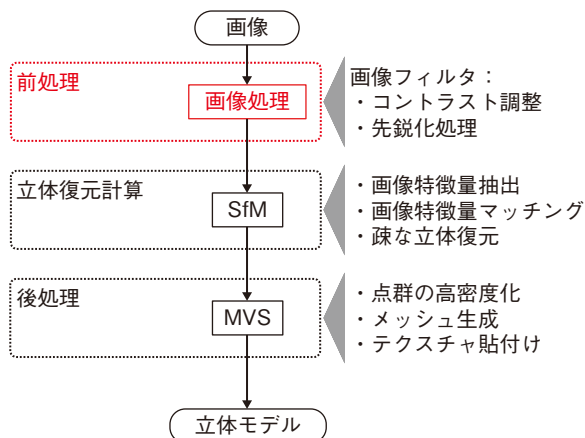 画像
前処理
画像処理
画像フィルタ：
・コントラスト調整
・先鋭化処理
立体復元計算
SfM
・画像特徴量抽出
・画像特徴量マッチング
・疎な立体復元
後処理
MVS
・点群の高密度化
・メッシュ生成
・テクスチャ貼付け
立体モデル